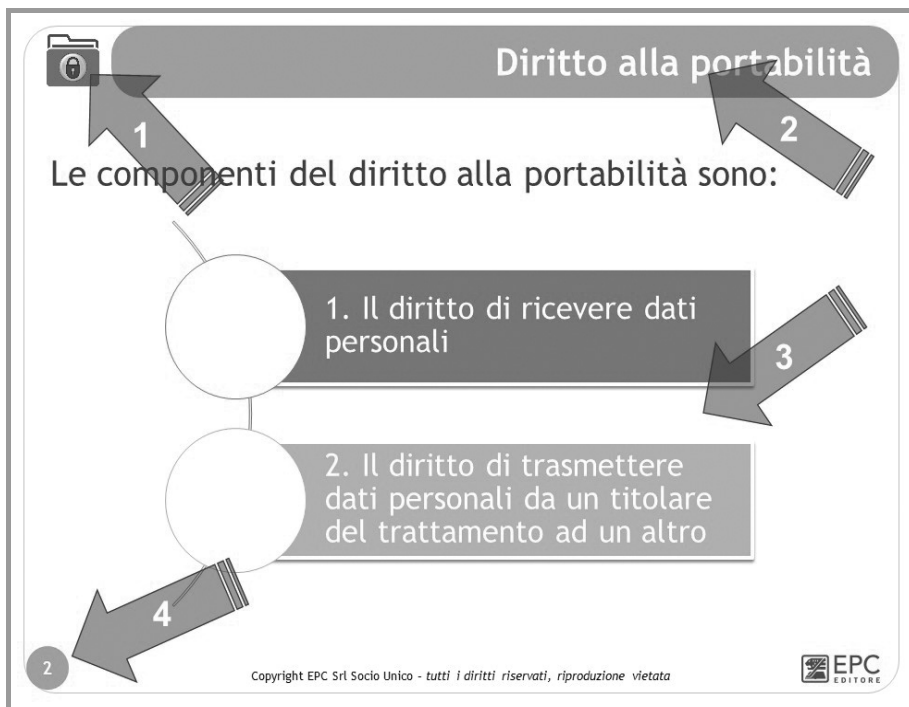 Diritto alla portabilità
1
2
Le componenti del diritto alla portabilità sono:
1. Il diritto di ricevere dati
personali
3
2. Il diritto di trasmettere
dati personali da un titolare
del trattamento ad un altro
4
2
Copyright EPC Srl Socio Unico - tutti i diritti riservati, riproduzione vietata
EPC
EDITORE